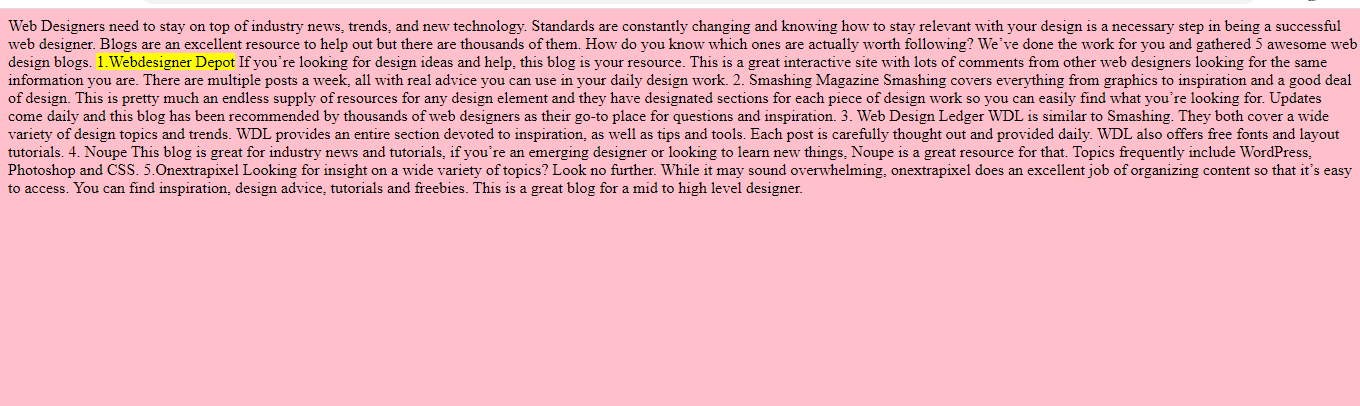 Web Designers need to stay on top of industry news, trends, and new technology. Standards are constantly changing and knowing how to stay relevant with your design is a necessary step in being a successful
web designer. Blogs are an excellent resource to help out but there are thousands of them. How do you know which ones are actually worth following? We’ve done the work for you and gathered 5 awesome web
design blogs. 1.Webdesigner Depot If you’re looking for design ideas and help, this blog is your resource. This is a great interactive site with lots of comments from other web designers looking for the same
information you are. There are multiple posts a week, all with real advice you can use in your daily design work. 2. Smashing Magazine Smashing covers everything from graphics to inspiration and a good deal
of design. This is pretty much an endless supply of resources for any design element and they have designated sections for each piece of design work so you can easily find what you’re looking for. Updates
come daily and this blog has been recommended by thousands of web designers as their go-to place for questions and inspiration. 3. Web Design Ledger WDL is similar to Smashing. They both cover a wide
variety of design topics and trends. WDL provides an entire section devoted to inspiration, as well as tips and tools. Each post is carefully thought out and provided daily. WDL also offers free fonts and layout
tutorials. 4. Noupe This blog is great for industry news and tutorials, if you’re an emerging designer or looking to learn new things, Noupe is a great resource for that. Topics frequently include WordPress,
Photoshop and CSS. 5.Onextrapixel Looking for insight on a wide variety of topics? Look no further. While it may sound overwhelming, onextrapixel does an excellent job of organizing content so that it’s easy
to access. You can find inspiration, design advice, tutorials and freebies. This is a great blog for a mid to high level designer.